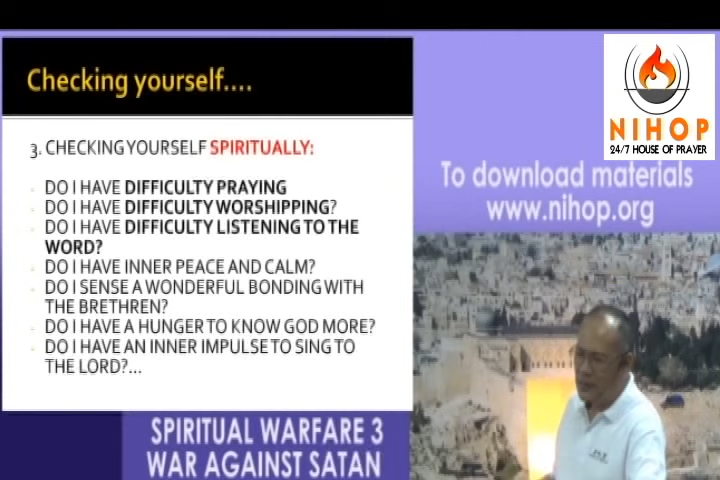 Checking yourself....
3. CHECKING YOURSELF SPIRITUALLY:
DO I HAVE DIFFICULTY PRAYING
DO I HAVE DIFFICULTY WORSHIPPING?
DO I HAVE DIFFICULTY LISTENING TO THE
WORD?
DO I HAVE INNER PEACE AND CALM?
DO I SENSE A WONDERFUL BONDING WITH
THE BRETHREN?
DO I HAVE A HUNGER TO KNOW GOD MORE?
DO I HAVE AN INNER IMPULSE TO SING TO
THE LORD?...
NIHOP
24/7 HOUSE OF PRAYER
To download materials
www.nihop.org
SPIRITUAL WARFARE 3
WAR AGAINST SATAN